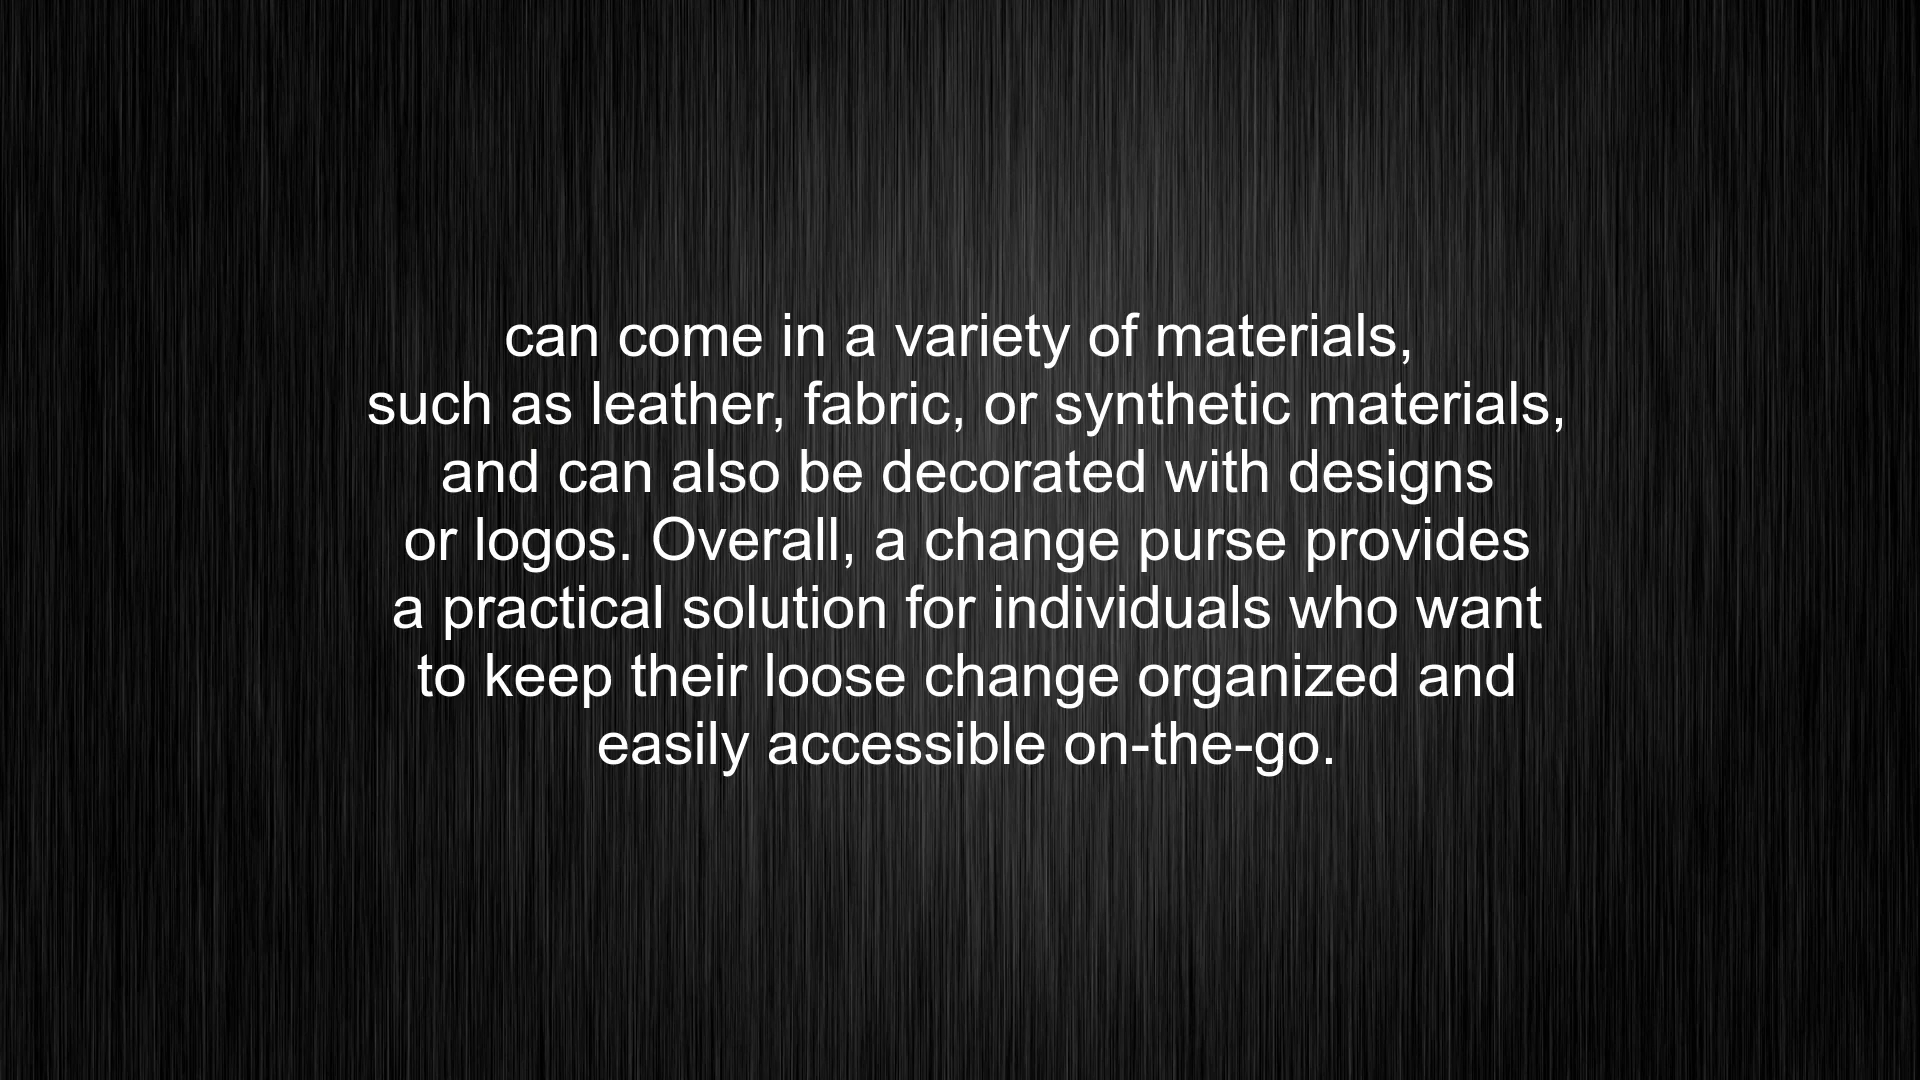 can come in a variety of materials,
such as leather, fabric, or synthetic materials,
and can also be decorated with designs
or logos. Overall, a change purse provides
a practical solution for individuals who want
to keep their loose change organized and
easily accessible on-the-go.